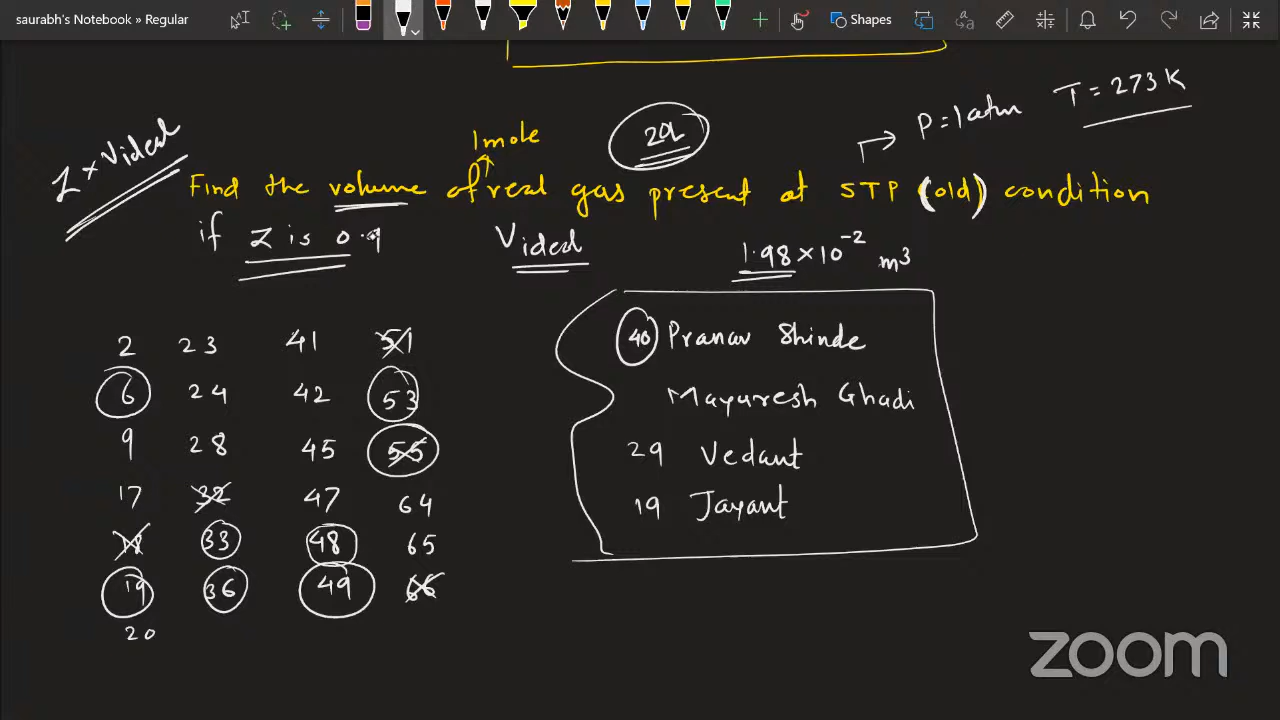 saurabh's Notebook » Regular
Shapes
P = 1 atm T = 273 K
Z × Videal
1 mole
20L
Find the volume of real gas present at STP (old) condition
if Z is 0.9 Videal 1.98 × 10⁻² m³
2 23 41 51
6 24 42 53
9 28 45 55
17 32 47 64
18 33 48 65
19 36 49 66
20
40 Pranav Shinde
Mayuresh Ghadi
29 Vedant
19 Jayant
zoom